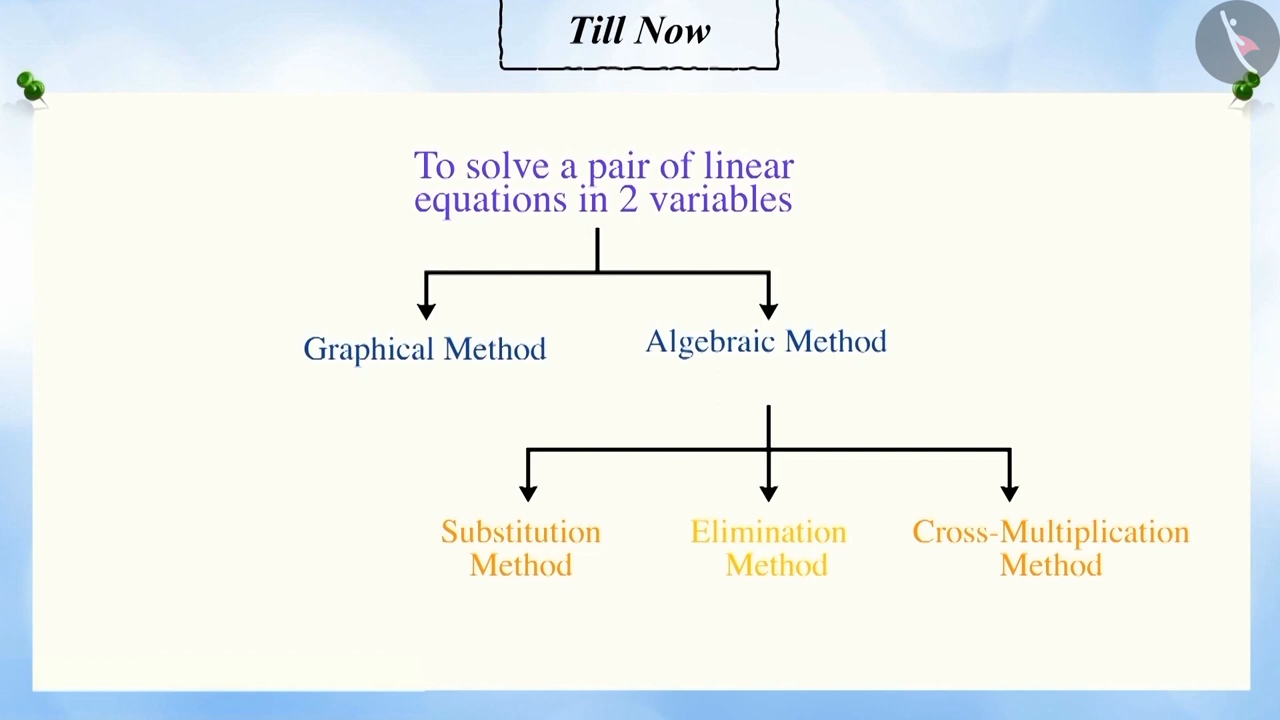 Till Now
To solve a pair of linear
equations in 2 variables
Graphical Method
Algebraic Method
Substitution
Method
Elimination
Method
Cross-Multiplication
Method